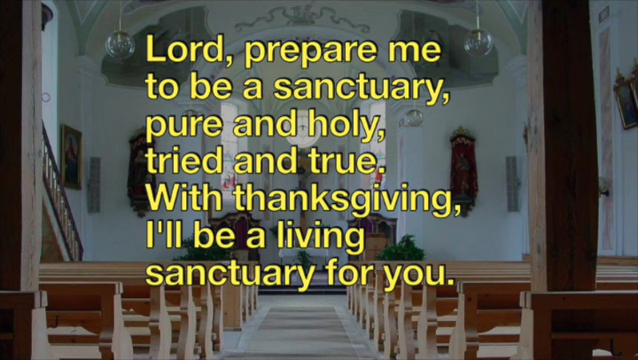 Lord, prepare me
to be a sanctuary,
pure and holy,
tried and true.
With thanksgiving,
I'll be a living
sanctuary for you.